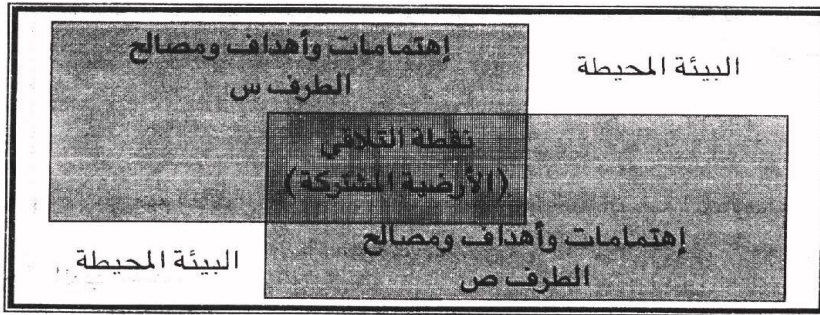 إهتمامات وأهداف ومصالح
الطرف س
البيئة المحيطة
نقطة التلاقي
(الأرضية المشتركة)
إهتمامات وأهداف ومصالح
الطرف ص
البيئة المحيطة